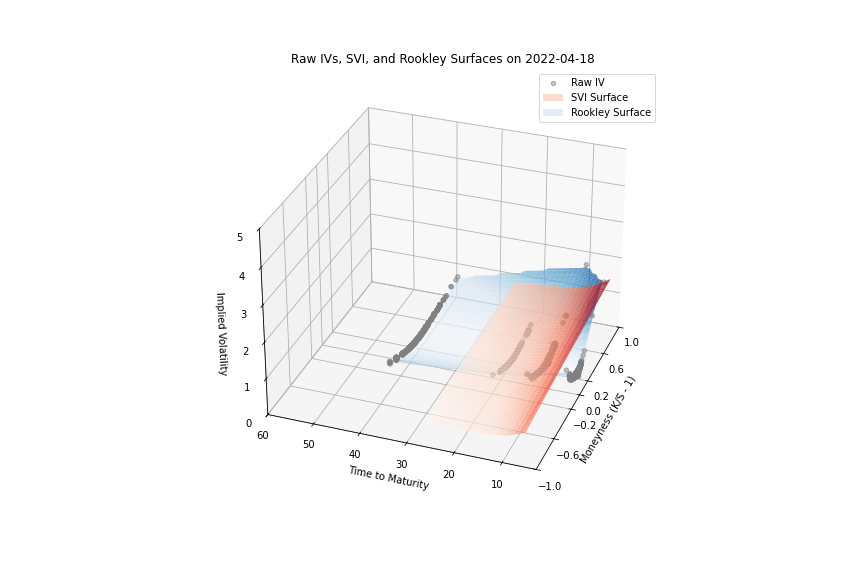 Raw IVs, SVI, and Rookley Surfaces on 2022-04-18
Raw IV
SVI Surface
Rookley Surface
5
4
3
2
1
0
Implied Volatility
60
50
40
30
20
10
Time to Maturity
1.0
0.6
0.2
0.0
−0.2
−0.6
−1.0
Moneyness (K/S - 1)